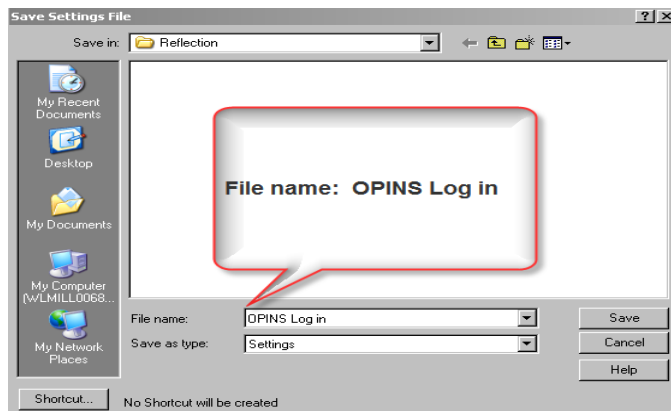 Save Settings File
Save in: Reflection
My Recent
Documents
Desktop
My Documents
My Computer
(WLMILL0068...
My Network
Places
File name: OPINS Log in
File name: OPINS Log in Save
Save as type: Settings Cancel
Help
Shortcut... No Shortcut will be created